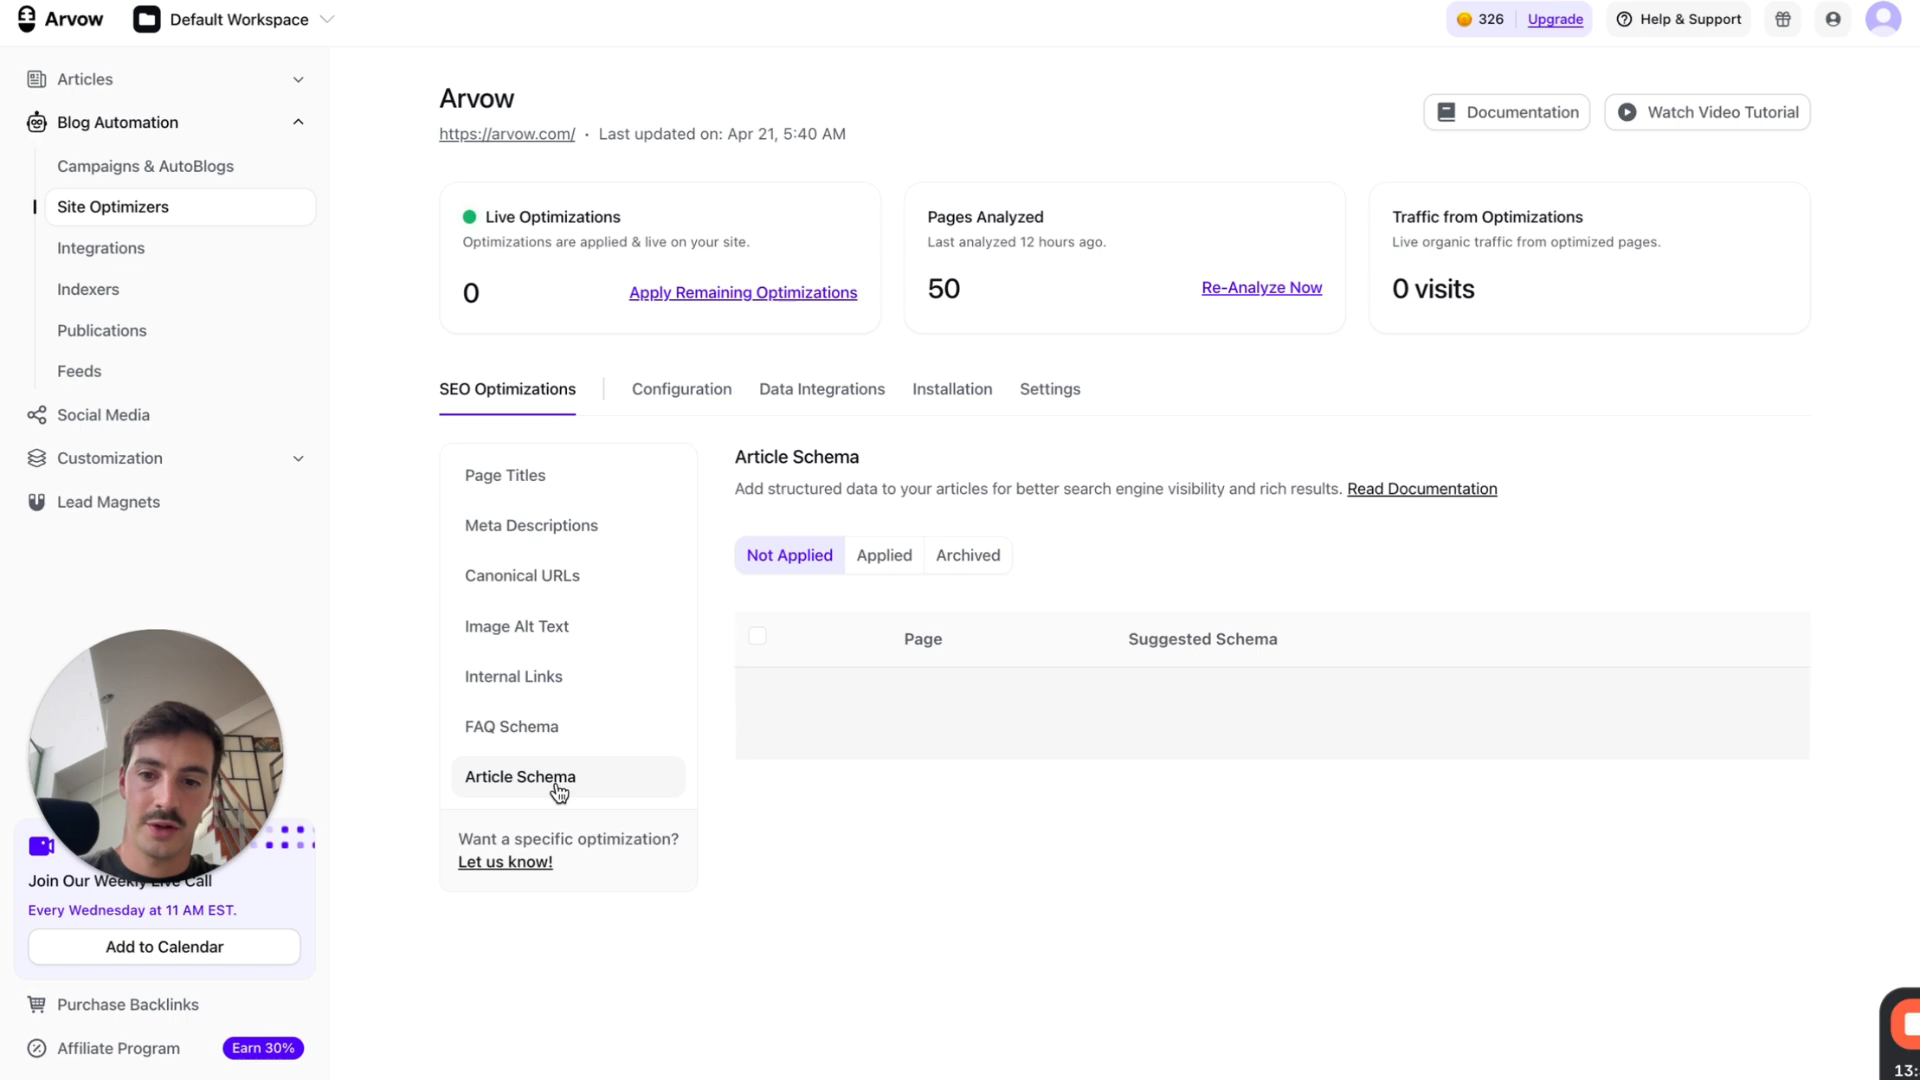 Arvow
Default Workspace
326
Upgrade
Help & Support
Articles
Blog Automation
Campaigns & AutoBlogs
Site Optimizers
Integrations
Indexers
Publications
Feeds
Social Media
Customization
Lead Magnets
Join Our Weekly Live Call
Every Wednesday at 11 AM EST.
Add to Calendar
Purchase Backlinks
Affiliate Program
Earn 30%
Arvow
https://arvow.com/ · Last updated on: Apr 21, 5:40 AM
Documentation
Watch Video Tutorial
Live Optimizations
Optimizations are applied & live on your site.
0
Apply Remaining Optimizations
Pages Analyzed
Last analyzed 12 hours ago.
50
Re-Analyze Now
Traffic from Optimizations
Live organic traffic from optimized pages.
0 visits
SEO Optimizations
Configuration
Data Integrations
Installation
Settings
Page Titles
Meta Descriptions
Canonical URLs
Image Alt Text
Internal Links
FAQ Schema
Article Schema
Want a specific optimization?
Let us know!
Article Schema
Add structured data to your articles for better search engine visibility and rich results. Read Documentation
Not Applied
Applied
Archived
Page
Suggested Schema
13: